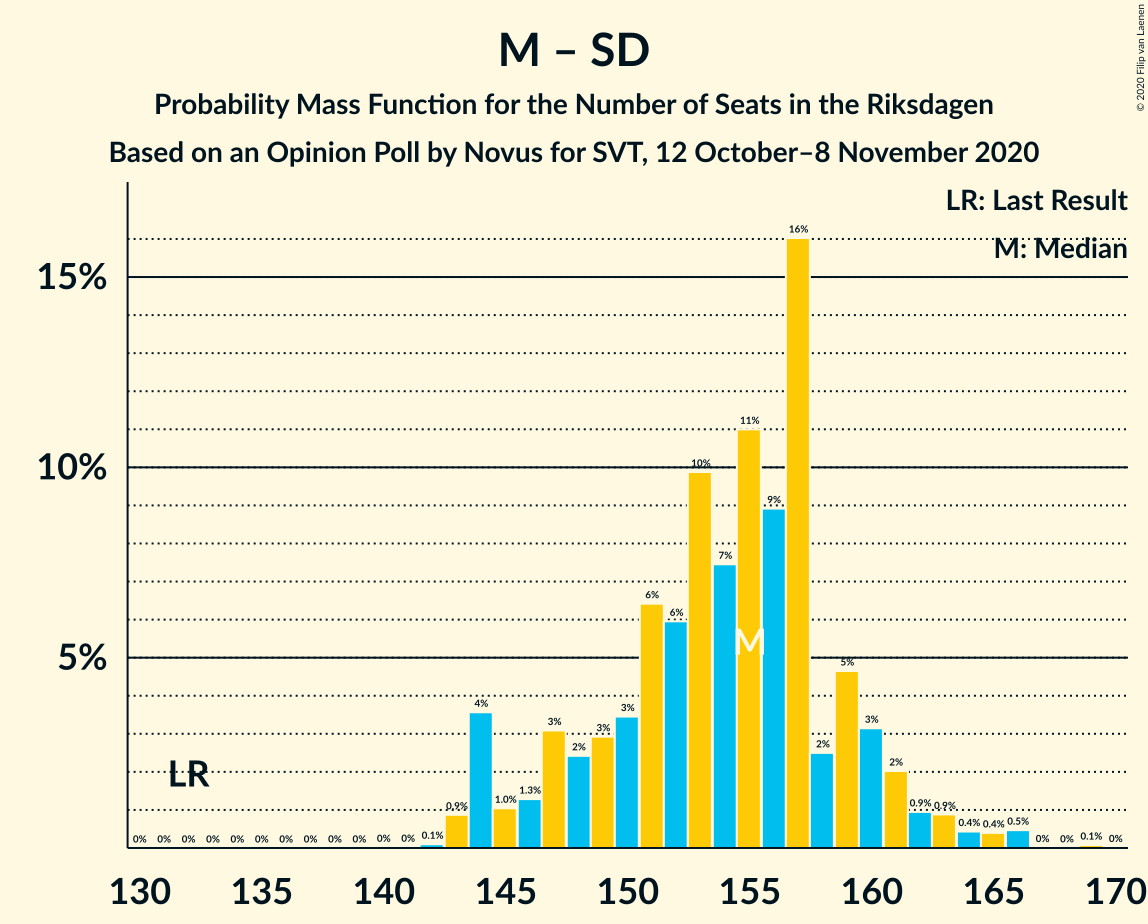 M – SD
Probability Mass Function for the Number of Seats in the Riksdagen
Based on an Opinion Poll by Novus for SVT, 12 October–8 November 2020
© 2020 Filip van Laenen
LR: Last Result
M: Median
15%
10%
5%
16%
11%
10%
9%
7%
6%
6%
5%
4%
3%
3%
3%
3%
2%
2%
2%
1.3%
1.0%
0.9%
0.9%
0.9%
0.5%
0.4%
0.4%
0.1%
0.1%
0% 0% 0% 0% 0% 0% 0% 0% 0% 0% 0% 0% 0% 0% 0%
LR
M
130 135 140 145 150 155 160 165 170